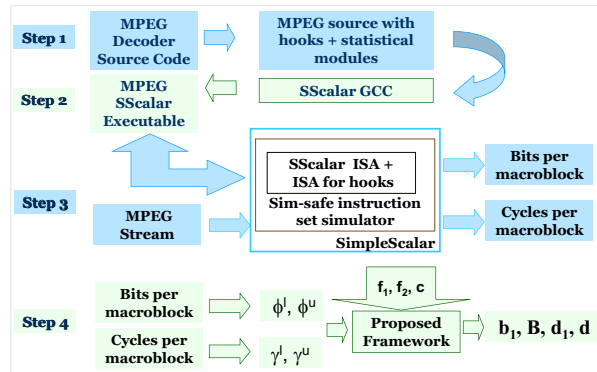 Step 1
MPEG
Decoder
Source Code
MPEG source with
hooks + statistical
modules
Step 2
MPEG
SScalar
Executable
SScalar GCC
Step 3
SScalar ISA +
ISA for hooks
Sim-safe instruction
set simulator
SimpleScalar
MPEG
Stream
Bits per
macroblock
Cycles per
macroblock
Step 4
Bits per
macroblock
ϕˡ, ϕᵘ
Cycles per
macroblock
γˡ, γᵘ
f₁, f₂, c
Proposed
Framework
b₁, B, d₁, d